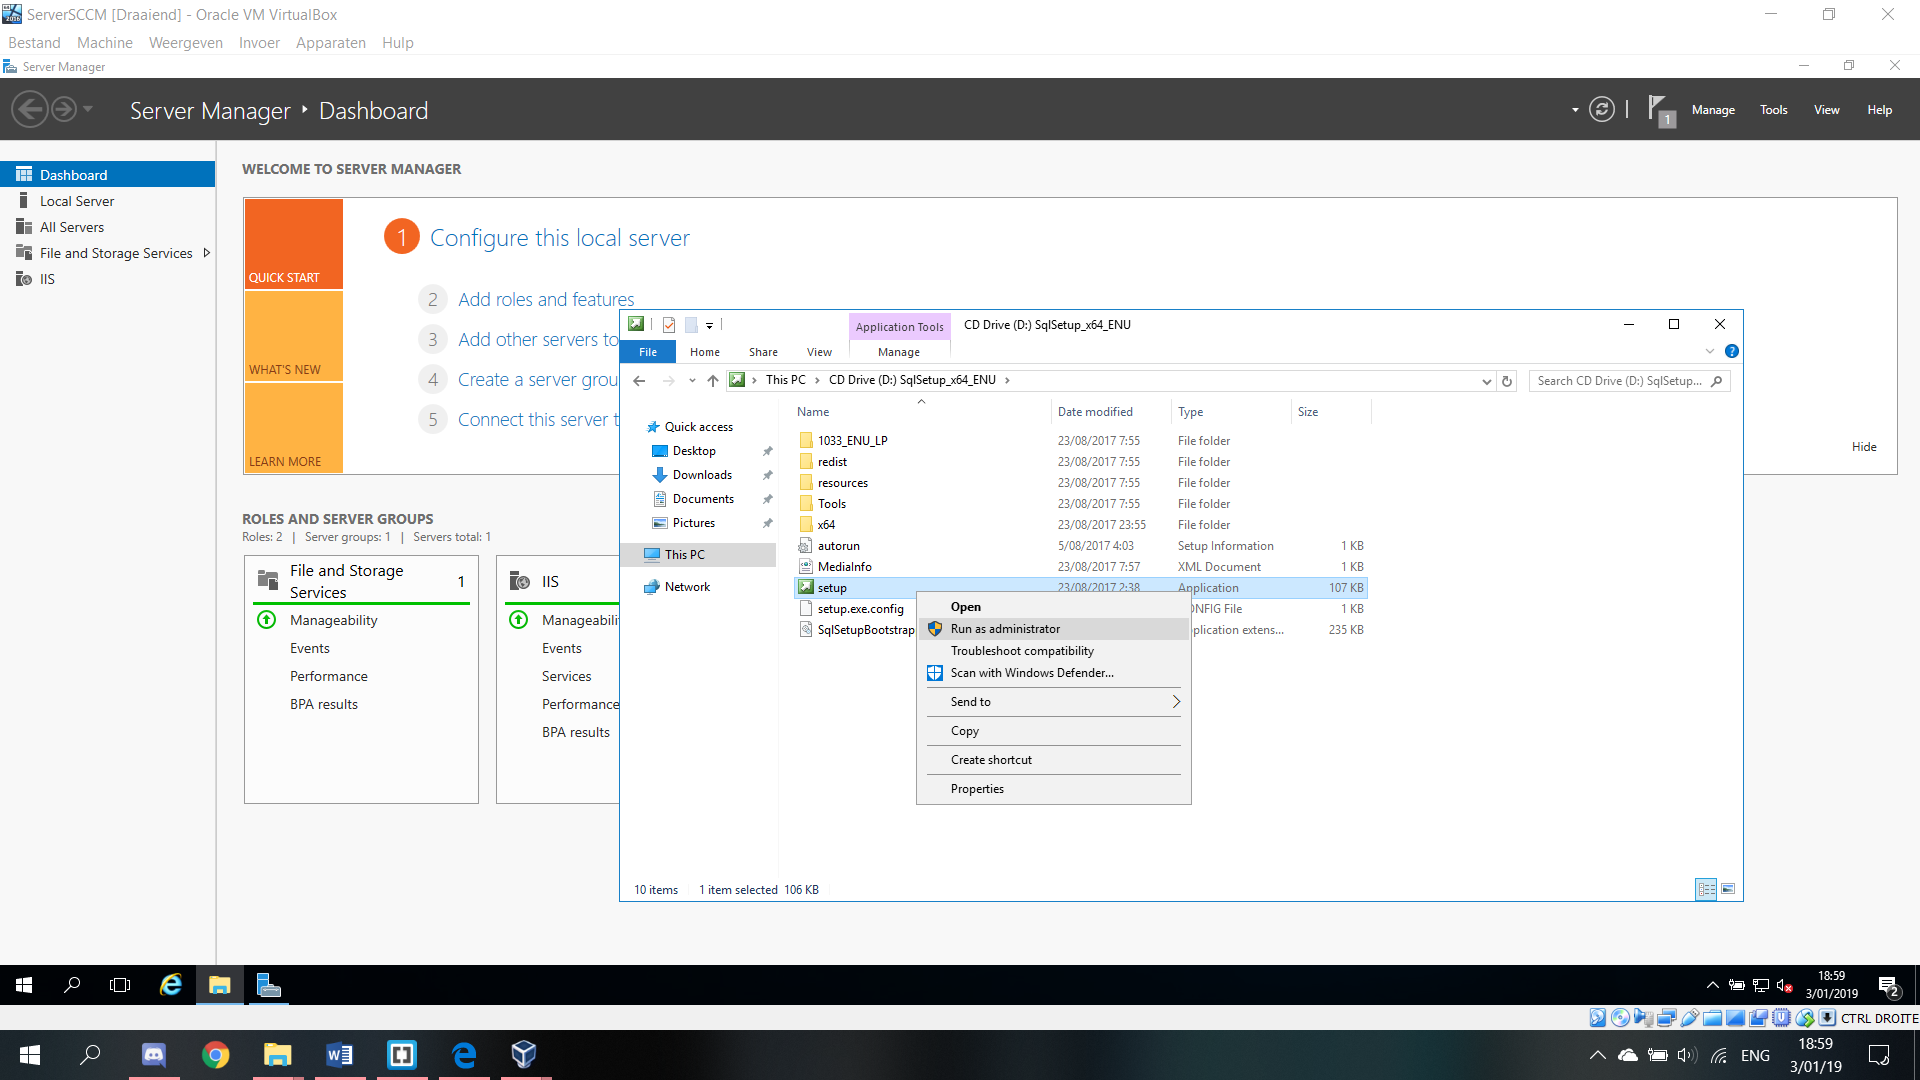 ServerSCCM [Draaiend] - Oracle VM VirtualBox
Bestand Machine Weergeven Invoer Apparaten Hulp
Server Manager
Server Manager Dashboard
1 Manage Tools View Help
Dashboard
Local Server
All Servers
File and Storage Services
IIS
WELCOME TO SERVER MANAGER
QUICK START
WHAT'S NEW
LEARN MORE
1 Configure this local server
2 Add roles and features
3 Add other servers to
4 Create a server grou
5 Connect this server t
Hide
ROLES AND SERVER GROUPS
Roles: 2 | Server groups: 1 | Servers total: 1
File and Storage
Services 1
Manageability
Events
Performance
BPA results
IIS
Manageabili
Events
Services
Performance
BPA results
Application Tools CD Drive (D:) SqlSetup_x64_ENU
File Home Share View Manage
This PC CD Drive (D:) SqlSetup_x64_ENU Search CD Drive (D:) SqlSetup...
Quick access
Desktop
Downloads
Documents
Pictures
This PC
Network
Name Date modified Type Size
1033_ENU_LP 23/08/2017 7:55 File folder
redist 23/08/2017 7:55 File folder
resources 23/08/2017 7:55 File folder
Tools 23/08/2017 7:55 File folder
x64 23/08/2017 23:55 File folder
autorun 5/08/2017 4:03 Setup Information 1 KB
MediaInfo 23/08/2017 7:57 XML Document 1 KB
setup 23/08/2017 2:38 Application 107 KB
setup.exe.config ONFIG File 1 KB
SqlSetupBootstrap pplication extens... 235 KB
Open
Run as administrator
Troubleshoot compatibility
Scan with Windows Defender...
Send to
Copy
Create shortcut
Properties
10 items 1 item selected 106 KB
18:59
3/01/2019
2
CTRL DROITE
ENG
18:59
3/01/19